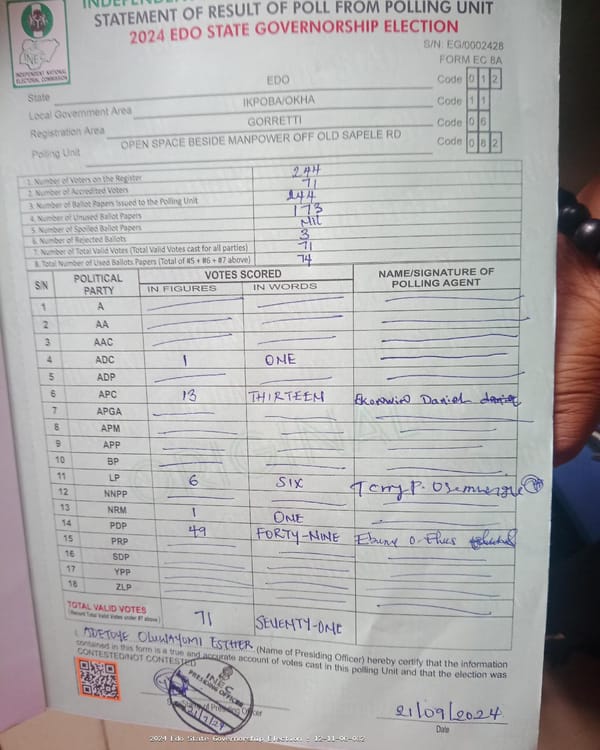 INDEPENDENT
STATEMENT OF RESULT OF POLL FROM POLLING UNIT
2024 EDO STATE GOVERNORSHIP ELECTION
INEC
INDEPENDENT NATIONAL ELECTORAL COMMISSION
S/N: EG/0002428
FORM EC 8A
State EDO Code 0 1 2
Local Government Area IKPOBA/OKHA Code 1 1
Registration Area GORRETTI Code 0 6
Polling Unit OPEN SPACE BESIDE MANPOWER OFF OLD SAPELE RD Code 0 8 2
1. Number of Voters on the Register 244
2. Number of Accredited Voters 71
3. Number of Ballot Papers Issued to the Polling Unit 244
4. Number of Unused Ballot Papers 173
5. Number of Spoiled Ballot Papers Nil
6. Number of Rejected Ballots 3
7. Number of Total Valid Votes (Total Valid Votes cast for all parties) 71
8. Total Number of Used Ballots Papers (Total of #5 + #6 + #7 above) 74
S/N POLITICAL PARTY VOTES SCORED NAME/SIGNATURE OF POLLING AGENT
IN FIGURES IN WORDS
1 A
2 AA
3 AAC
4 ADC 1 ONE
5 ADP
6 APC 13 THIRTEEN Daniel
7 APGA
8 APM
9 APP
10 BP
11 LP 6 SIX Terry P.
12 NNPP
13 NRM 1 ONE
14 PDP 49 FORTY-NINE
15 PRP
16 SDP
17 YPP
18 ZLP
TOTAL VALID VOTES 71 SEVENTY-ONE
(Record Total Valid Votes under #7 above)
I, ADETOYE OLUWAYOMI ESTHER (Name of Presiding Officer) hereby certify that the information
contained in this form is a true and accurate account of votes cast in this polling Unit and that the election was
CONTESTED/NOT CONTESTED
INEC
PRESIDING OFFICER
Signature of Presiding Officer
21/09/2024
Date
2024 Edo State Governorship Election - 12-11-06-082